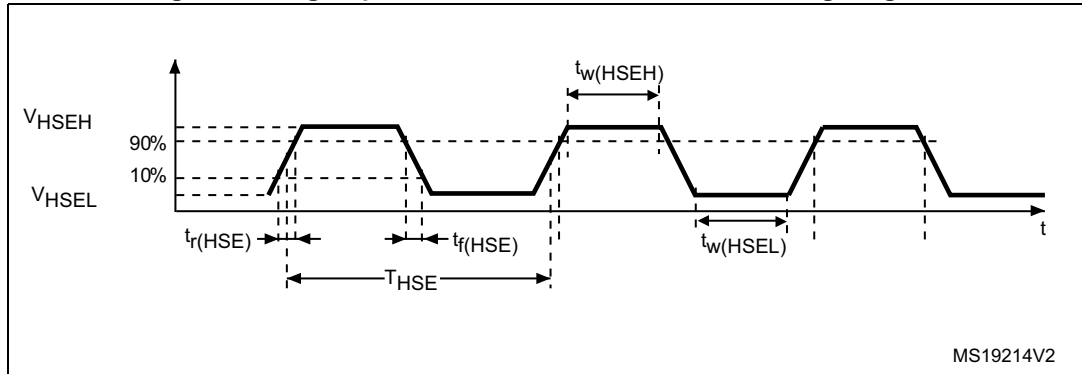 tw(HSEH)
VHSEH
90%
10%
VHSEL
tr(HSE)
tf(HSE)
tw(HSEL)
t
THSE
MS19214V2